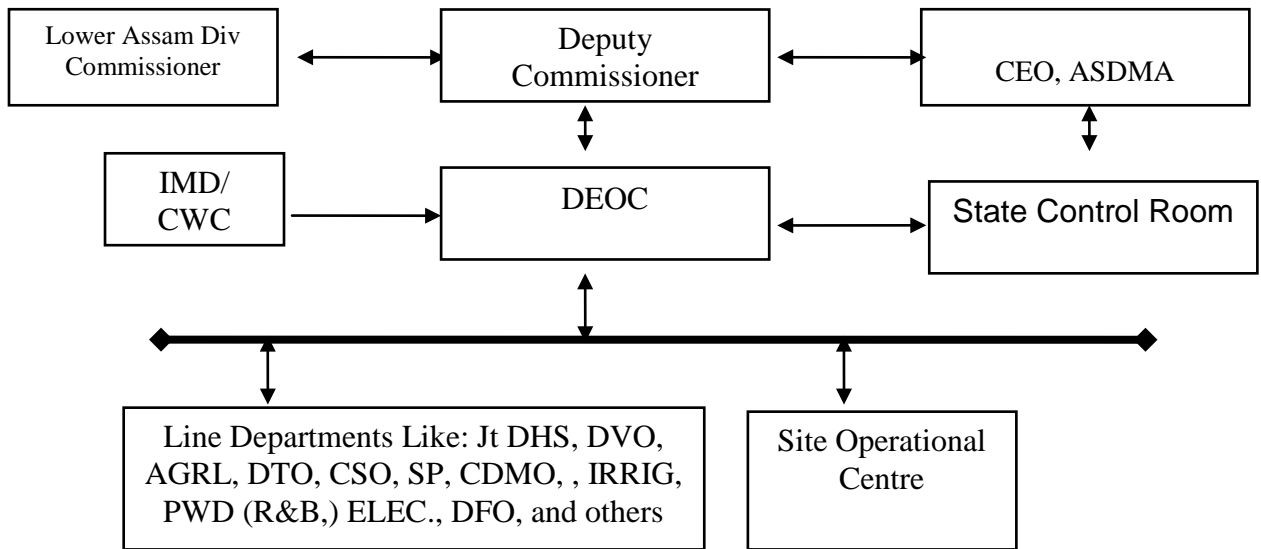 Lower Assam Div
Commissioner
Deputy
Commissioner
CEO, ASDMA
IMD/
CWC
DEOC
State Control Room
Line Departments Like: Jt DHS, DVO,
AGRL, DTO, CSO, SP, CDMO, , IRRIG,
PWD (R&B,) ELEC., DFO, and others
Site Operational
Centre